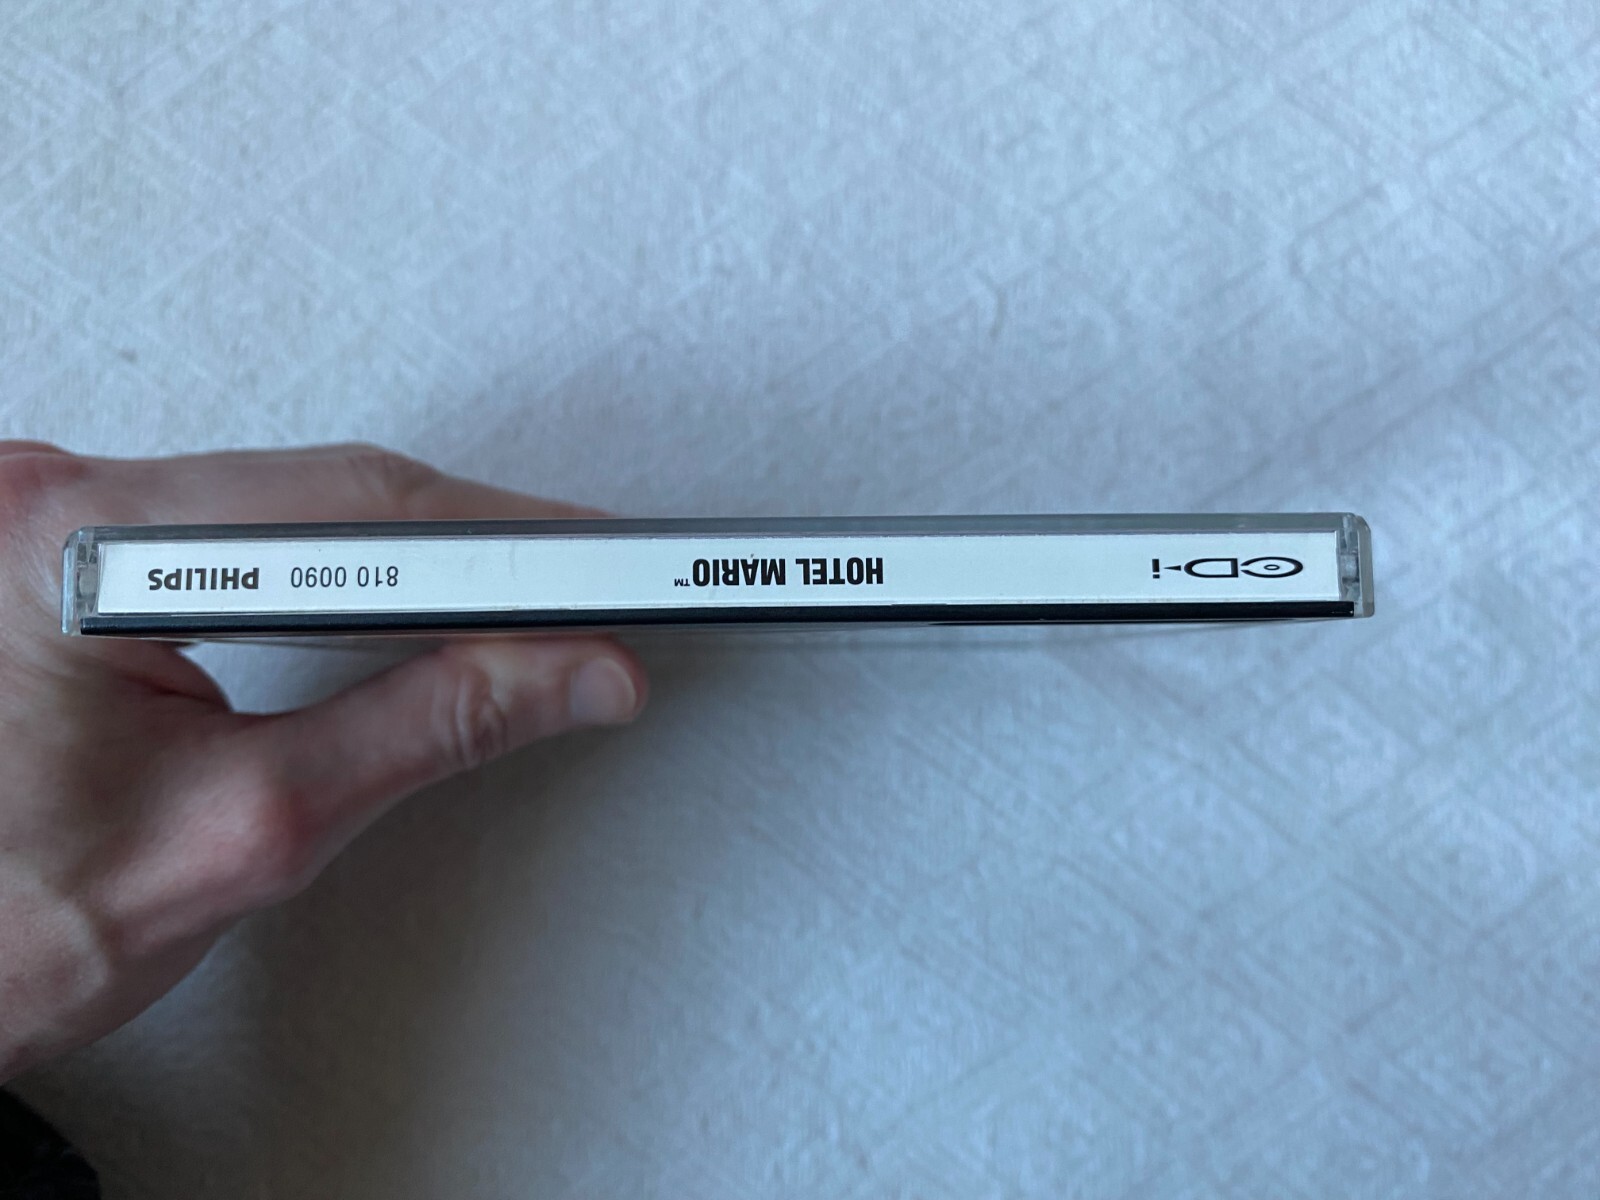 CD-i HOTEL MARIO™ 810 0090 PHILIPS